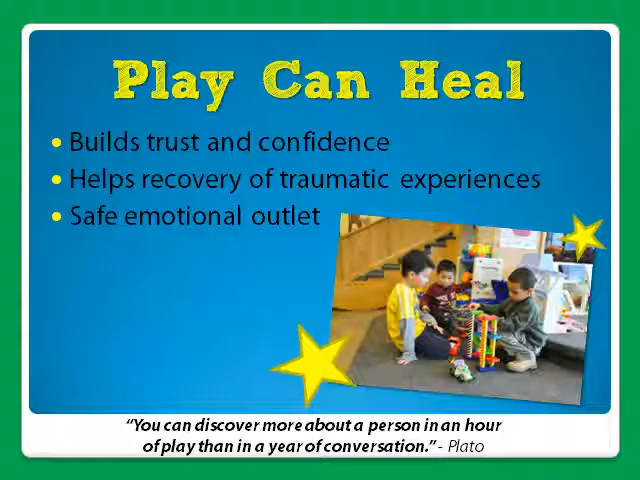 Play Can Heal
• Builds trust and confidence
• Helps recovery of traumatic experiences
• Safe emotional outlet
“You can discover more about a person in an hour
of play than in a year of conversation.” - Plato